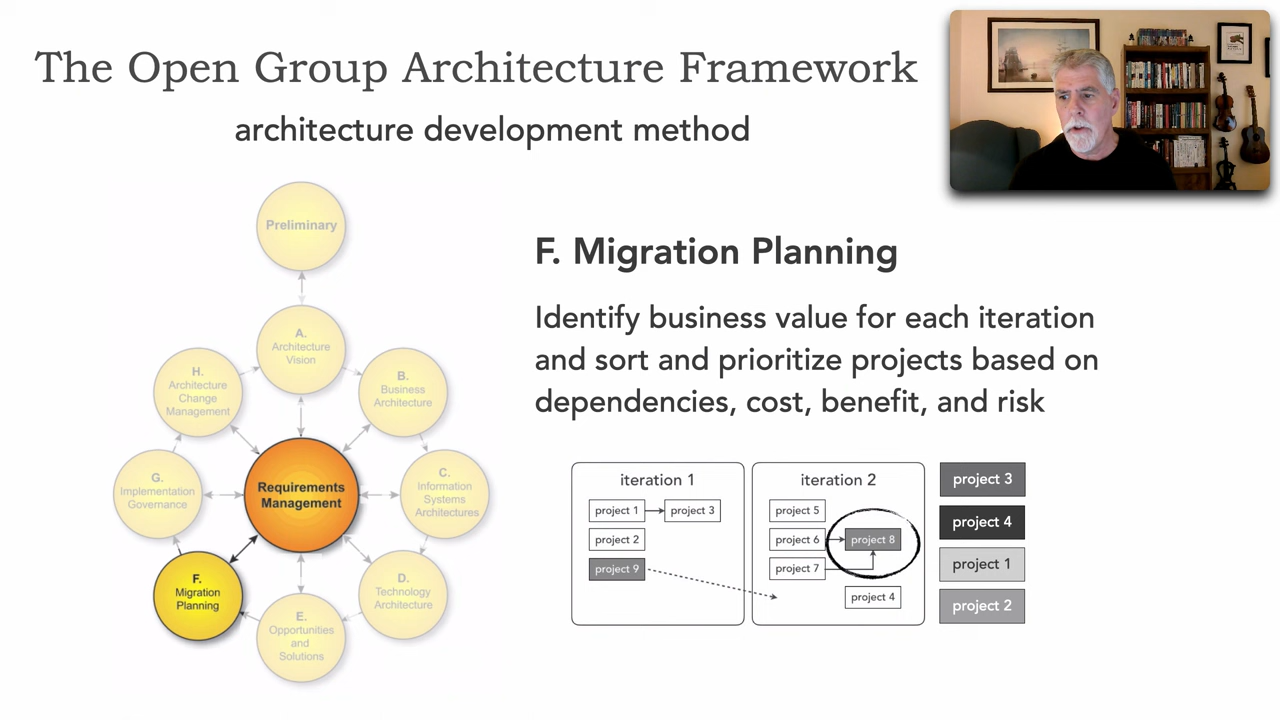 The Open Group Architecture Framework
architecture development method
Preliminary
A.
Architecture
Vision
B.
Business
Architecture
C.
Information
Systems
Architectures
D.
Technology
Architecture
E.
Opportunities
and
Solutions
F.
Migration
Planning
G.
Implementation
Governance
H.
Architecture
Change
Management
Requirements
Management
F. Migration Planning
Identify business value for each iteration
and sort and prioritize projects based on
dependencies, cost, benefit, and risk
iteration 1
project 1
project 3
project 2
project 9
iteration 2
project 5
project 6
project 8
project 7
project 4
project 3
project 4
project 1
project 2